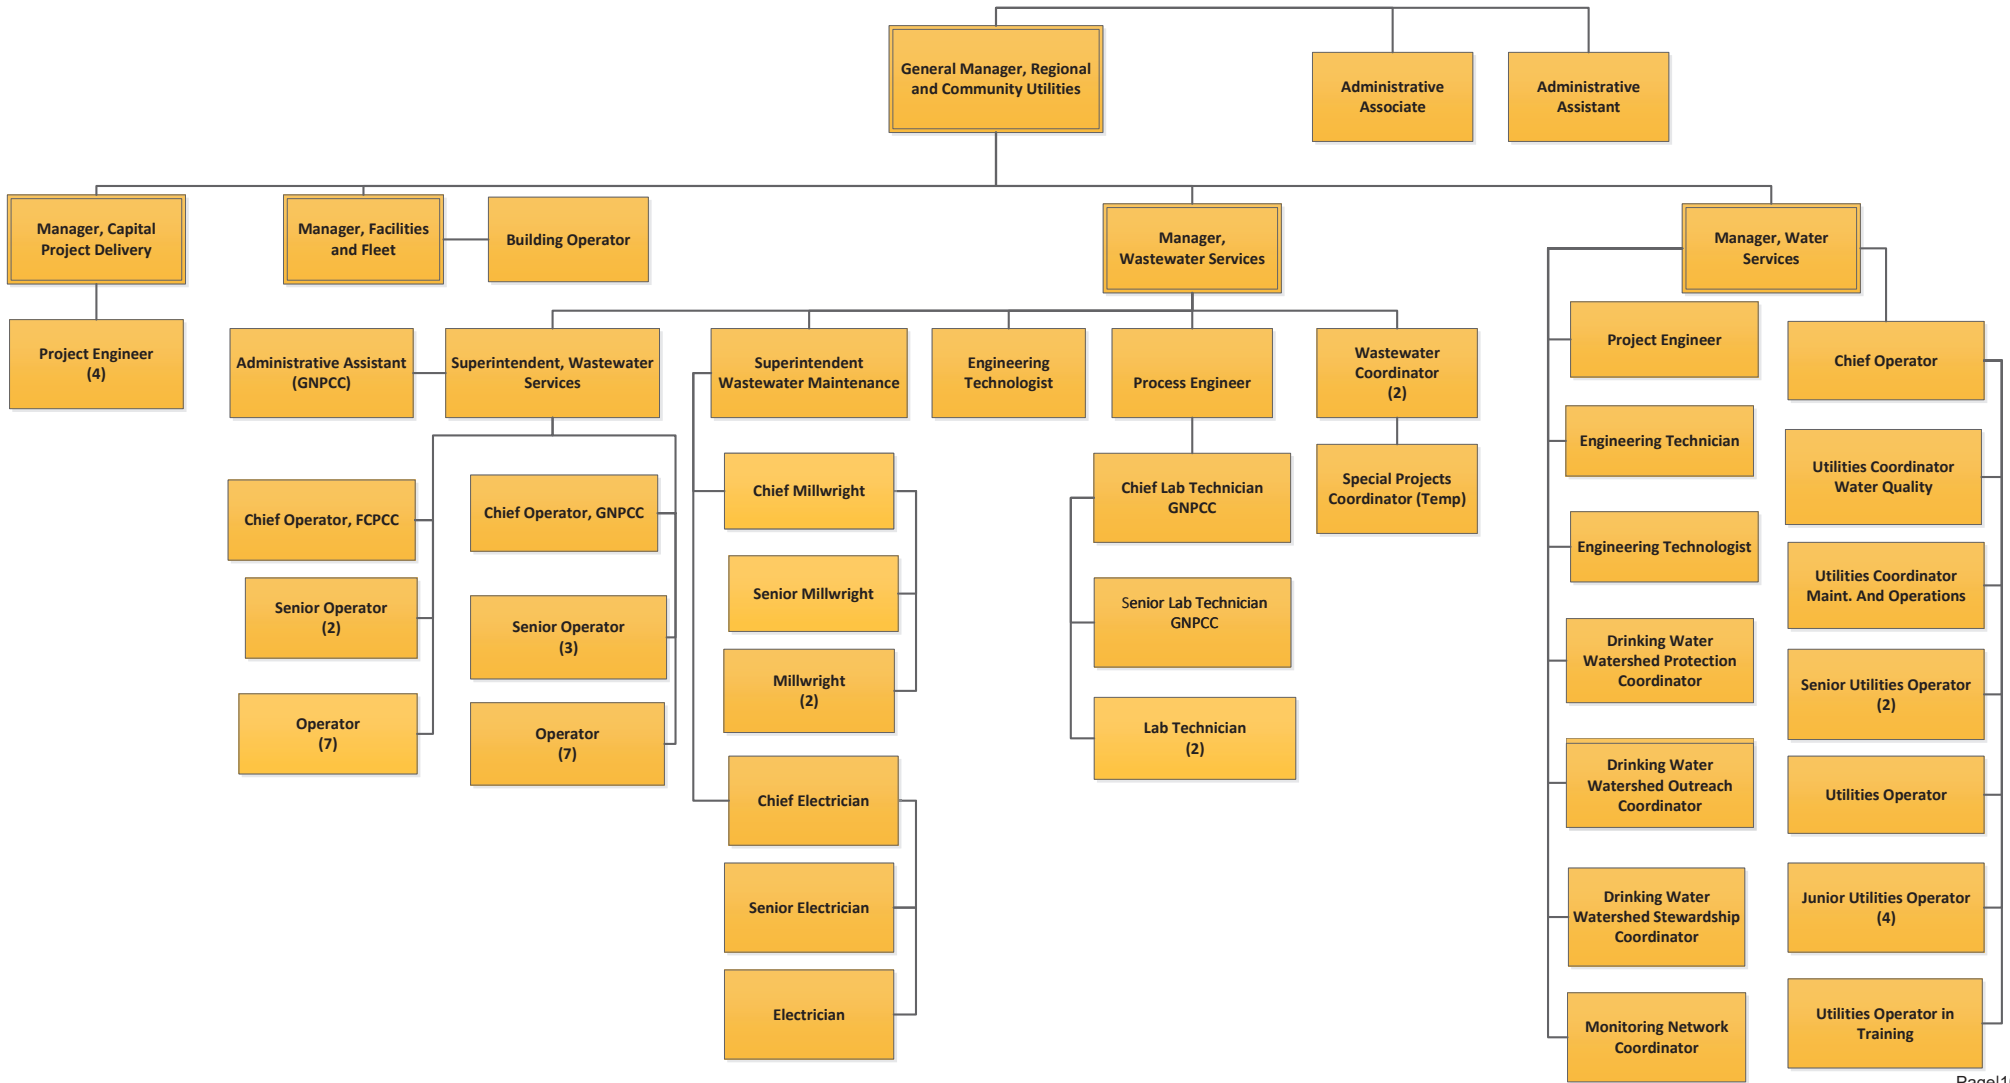 General Manager, Regional
and Community Utilities
Administrative
Associate
Administrative
Assistant
Manager, Capital
Project Delivery
Manager, Facilities
and Fleet
Building Operator
Manager,
Wastewater Services
Manager, Water
Services
Project Engineer
(4)
Administrative Assistant
(GNPCC)
Superintendent, Wastewater
Services
Superintendent
Wastewater Maintenance
Engineering
Technologist
Process Engineer
Wastewater
Coordinator
(2)
Chief Operator, FCPCC
Senior Operator
(2)
Operator
(7)
Chief Operator, GNPCC
Senior Operator
(3)
Operator
(7)
Chief Millwright
Senior Millwright
Millwright
(2)
Chief Electrician
Senior Electrician
Electrician
Chief Lab Technician
GNPCC
Senior Lab Technician
GNPCC
Lab Technician
(2)
Special Projects
Coordinator (Temp)
Project Engineer
Engineering Technician
Engineering Technologist
Drinking Water
Watershed Protection
Coordinator
Drinking Water
Watershed Outreach
Coordinator
Drinking Water
Watershed Stewardship
Coordinator
Monitoring Network
Coordinator
Chief Operator
Utilities Coordinator
Water Quality
Utilities Coordinator
Maint. And Operations
Senior Utilities Operator
(2)
Utilities Operator
Junior Utilities Operator
(4)
Utilities Operator in
Training